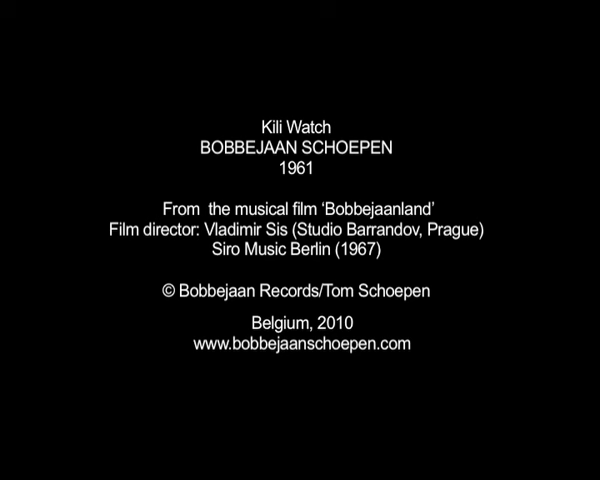 Kili Watch
BOBBEJAAN SCHOEPEN
1961
From the musical film ‘Bobbejaanland’
Film director: Vladimir Sis (Studio Barrandov, Prague)
Siro Music Berlin (1967)
© Bobbejaan Records/Tom Schoepen
Belgium, 2010
www.bobbejaanschoepen.com